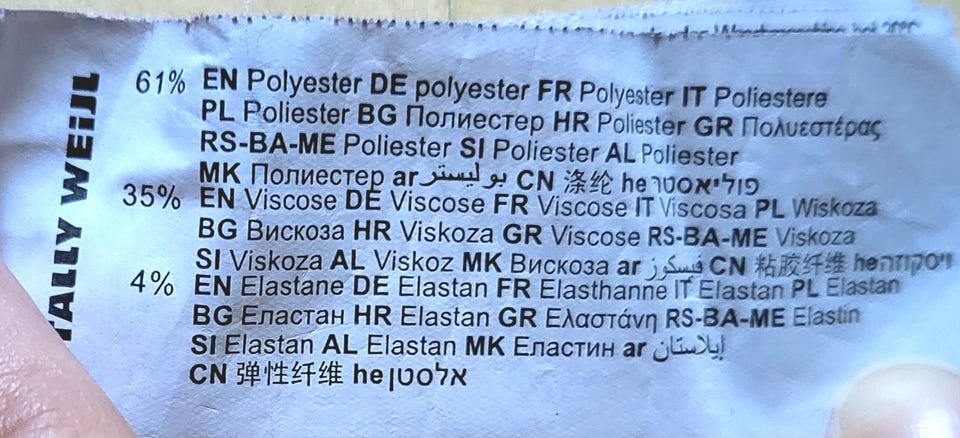 TALLY WEiJL
61% EN Polyester DE polyester FR Polyester IT Poliestere
PL Poliester BG Полиестер HR Poliester GR Πολυεστέρας
RS-BA-ME Poliester SI Poliester AL Poliester
MK Полиестер ar بوليستر CN 涤纶 he פוליאסטר
35% EN Viscose DE Viscose FR Viscose IT Viscosa PL Wiskoza
BG Вискоза HR Viskoza GR Viscose RS-BA-ME Viskoza
SI Viskoza AL Viskoz MK Вискоза ar فيسكوز CN 粘胶纤维 he ויסקוזה
4% EN Elastane DE Elastan FR Elasthanne IT Elastan PL Elastan
BG Еластан HR Elastan GR Ελαστάνη RS-BA-ME Elastin
SI Elastan AL Elastan MK Еластин ar إيلاستان
CN 弹性纤维 he אלסטן